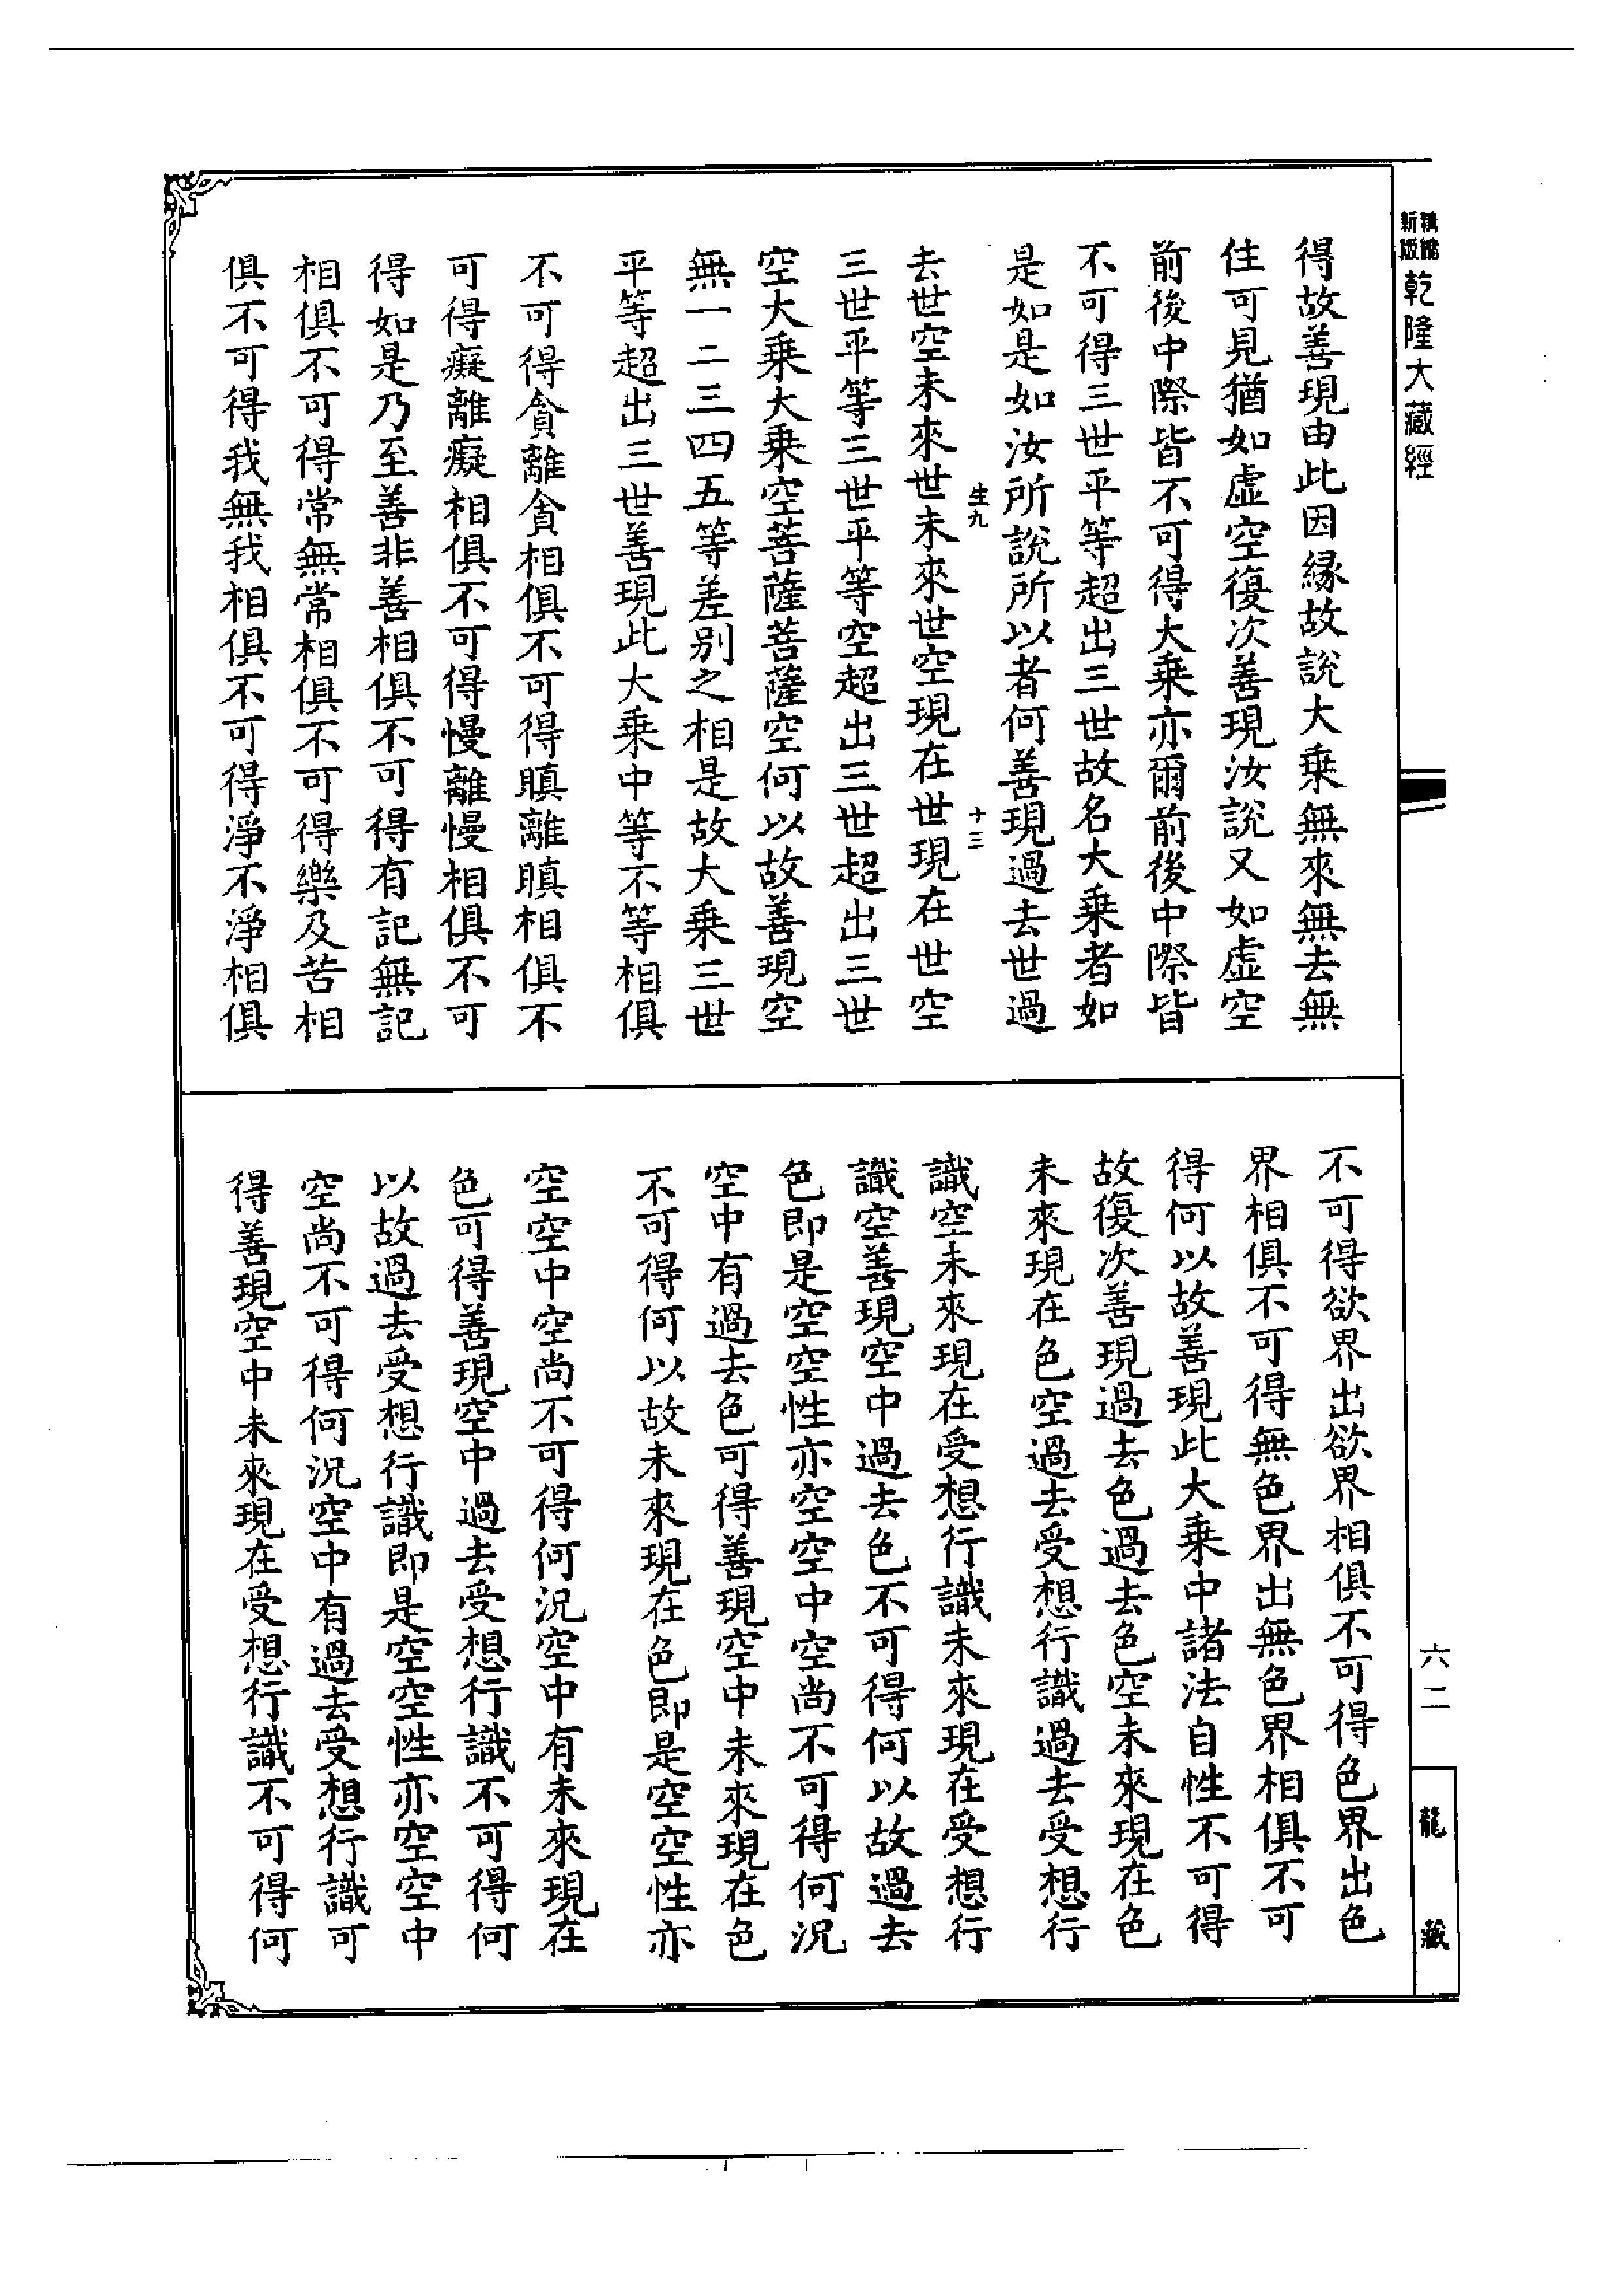 精縮
新版
乾隆大藏經
得故善現由此因緣故說大乘無來無去無
住可見猶如虛空復次善現汝說又如虛空
前後中際皆不可得大乘亦爾前後中際皆
不可得三世平等超出三世故名大乘者如
是如是如汝所說所以者何善現過去世過
生九
十三
去世空未來世未來世空現在世現在世空
三世平等三世平等空超出三世超出三世
空大乘大乘空菩薩菩薩空何以故善現空
無一二三四五等差別之相是故大乘三世
平等超出三世善現此大乘中等不等相俱
不可得貪離貪相俱不可得瞋離瞋相俱不
可得癡離癡相俱不可得慢離慢相俱不可
得如是乃至善非善相俱不可得有記無記
相俱不可得常無常相俱不可得樂及苦相
俱不可得我無我相俱不可得淨不淨相俱
不可得欲界出欲界相俱不可得色界出色
界相俱不可得無色界出無色界相俱不可
得何以故善現此大乘中諸法自性不可得
故復次善現過去色過去色空未來現在色
未來現在色空過去受想行識過去受想行
識空未來現在受想行識未來現在受想行
識空善現空中過去色不可得何以故過去
色即是空空性亦空空中空尚不可得何況
空中有過去色可得善現空中未來現在色
不可得何以故未來現在色即是空空性亦
空空中空尚不可得何況空中有未來現在
色可得善現空中過去受想行識不可得何
以故過去受想行識即是空空性亦空空中
空尚不可得何況空中有過去受想行識可
得善現空中未來現在受想行識不可得何
六二
龍藏